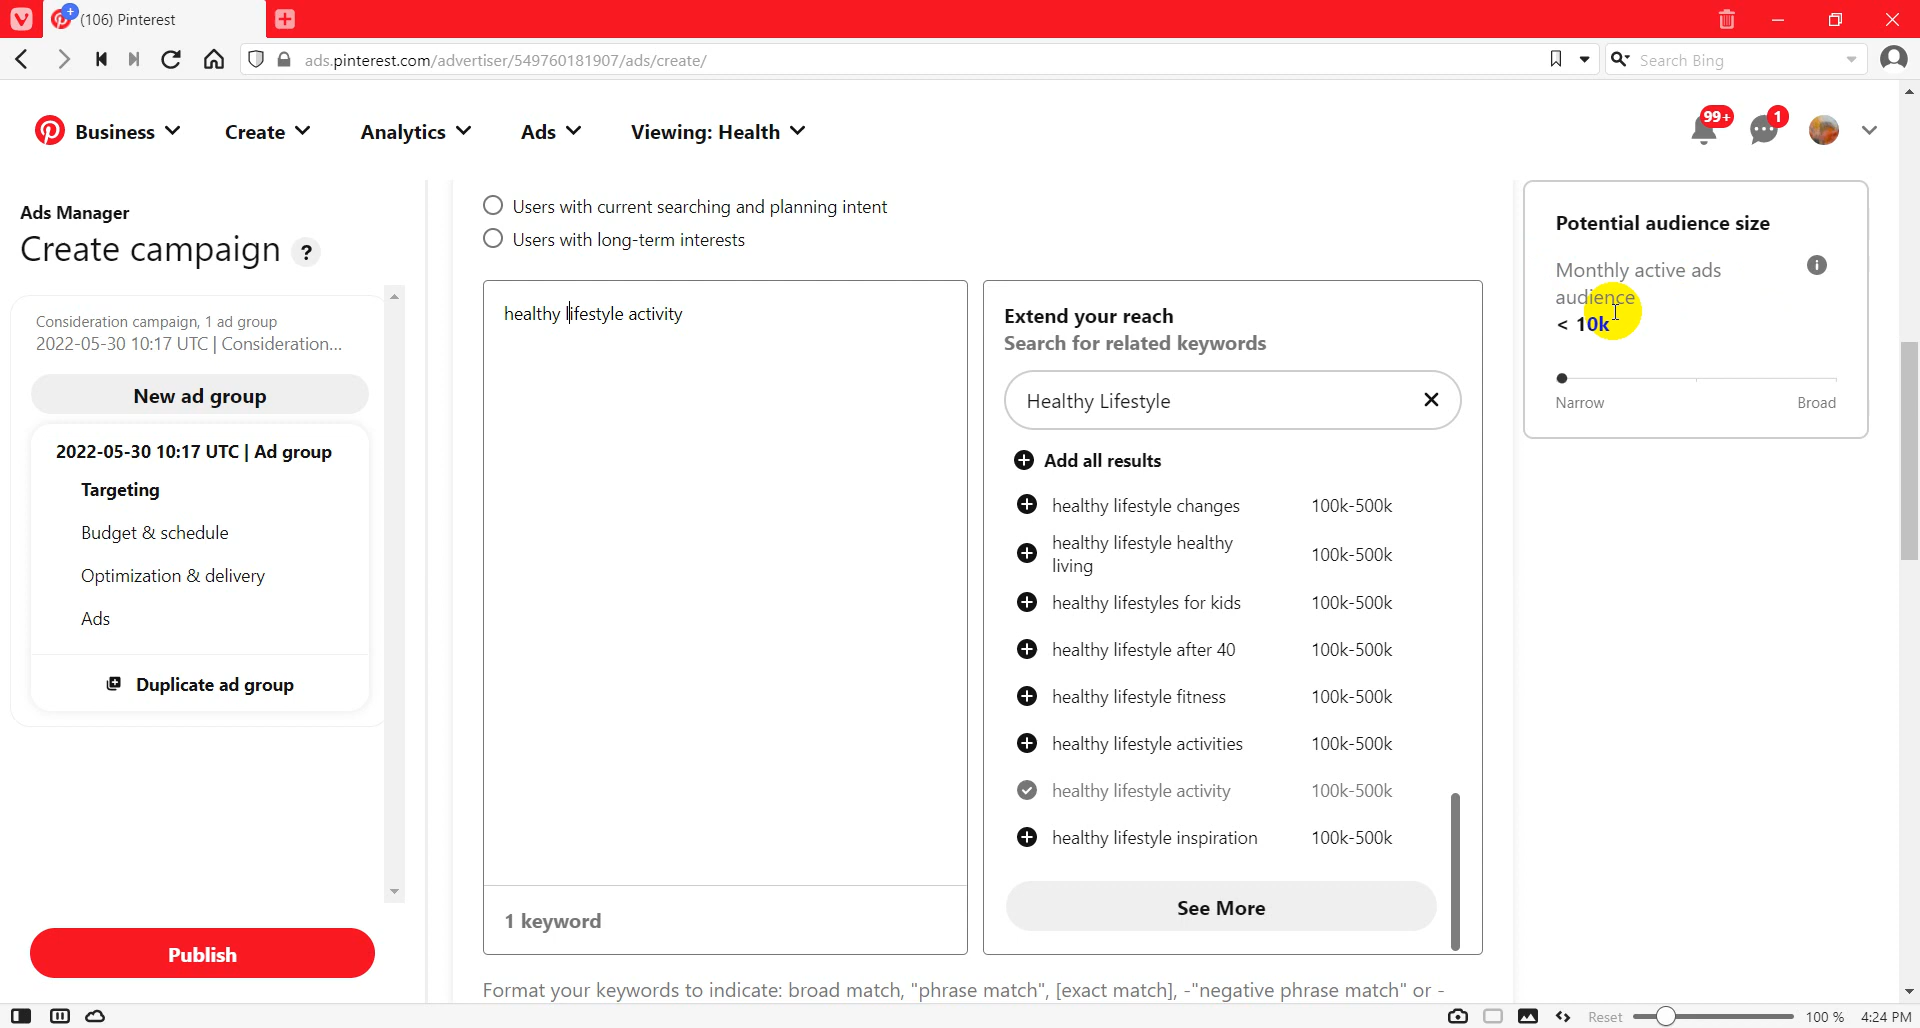 (106) Pinterest
ads.pinterest.com/advertiser/549760181907/ads/create/
Search Bing
Business
Create
Analytics
Ads
Viewing: Health
99+
1
Ads Manager
Create campaign ?
Consideration campaign, 1 ad group
2022-05-30 10:17 UTC | Consideration...
New ad group
2022-05-30 10:17 UTC | Ad group
Targeting
Budget & schedule
Optimization & delivery
Ads
Duplicate ad group
Publish
Users with current searching and planning intent
Users with long-term interests
healthy lifestyle activity
1 keyword
Extend your reach
Search for related keywords
Healthy Lifestyle
Add all results
healthy lifestyle changes 100k-500k
healthy lifestyle healthy
living 100k-500k
healthy lifestyles for kids 100k-500k
healthy lifestyle after 40 100k-500k
healthy lifestyle fitness 100k-500k
healthy lifestyle activities 100k-500k
healthy lifestyle activity 100k-500k
healthy lifestyle inspiration 100k-500k
See More
Format your keywords to indicate: broad match, "phrase match", [exact match], -"negative phrase match" or -
Potential audience size
Monthly active ads
audience
< 10k
Narrow
Broad
Reset
100 %
4:24 PM